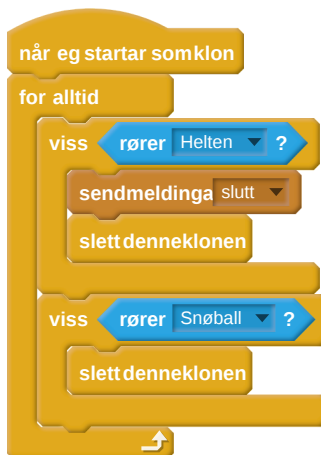 når eg startar som klon
for alltid
viss rører Helten ?
send meldinga slutt
slett denne klonen
viss rører Snøball ?
slett denne klonen